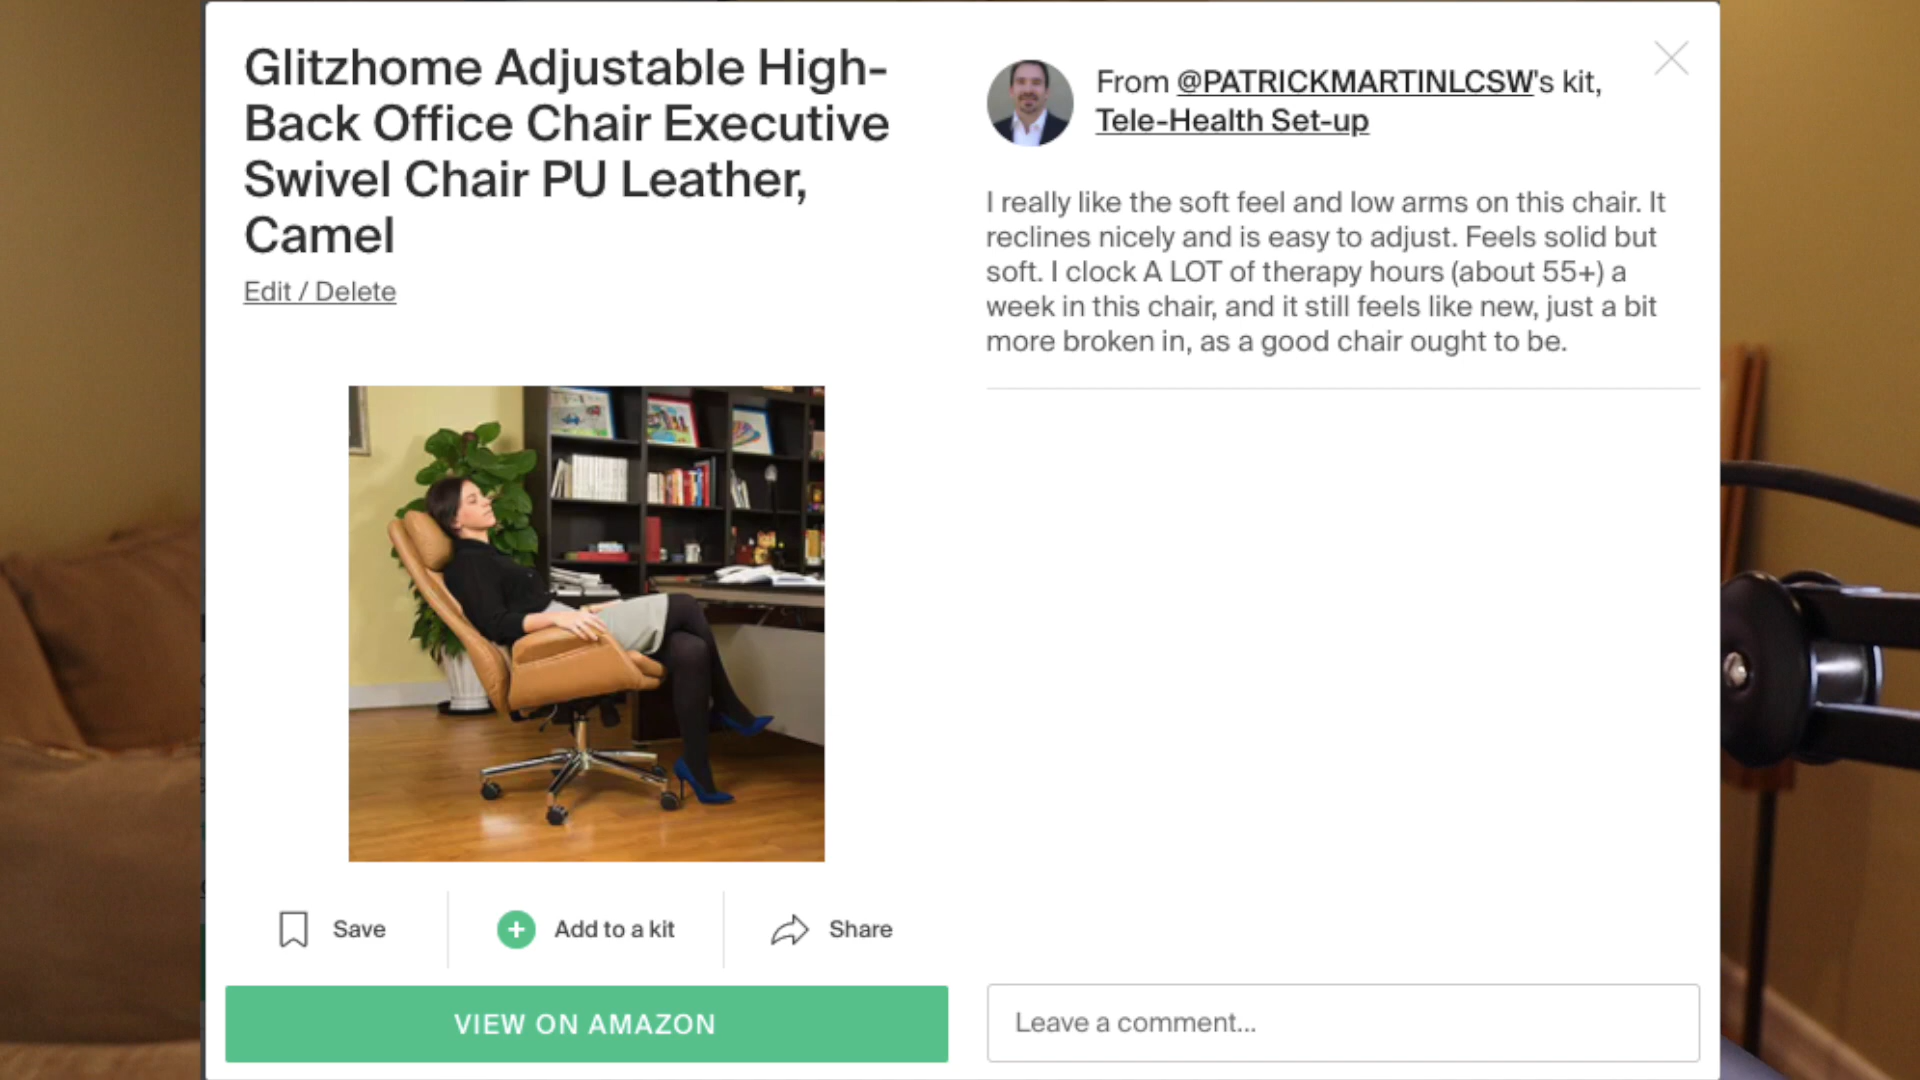 Glitzhome Adjustable High-
Back Office Chair Executive
Swivel Chair PU Leather,
Camel
Edit / Delete
Save
Add to a kit
Share
VIEW ON AMAZON
From @PATRICKMARTINLCSW's kit,
Tele-Health Set-up
I really like the soft feel and low arms on this chair. It
reclines nicely and is easy to adjust. Feels solid but
soft. I clock A LOT of therapy hours (about 55+) a
week in this chair, and it still feels like new, just a bit
more broken in, as a good chair ought to be.
Leave a comment...